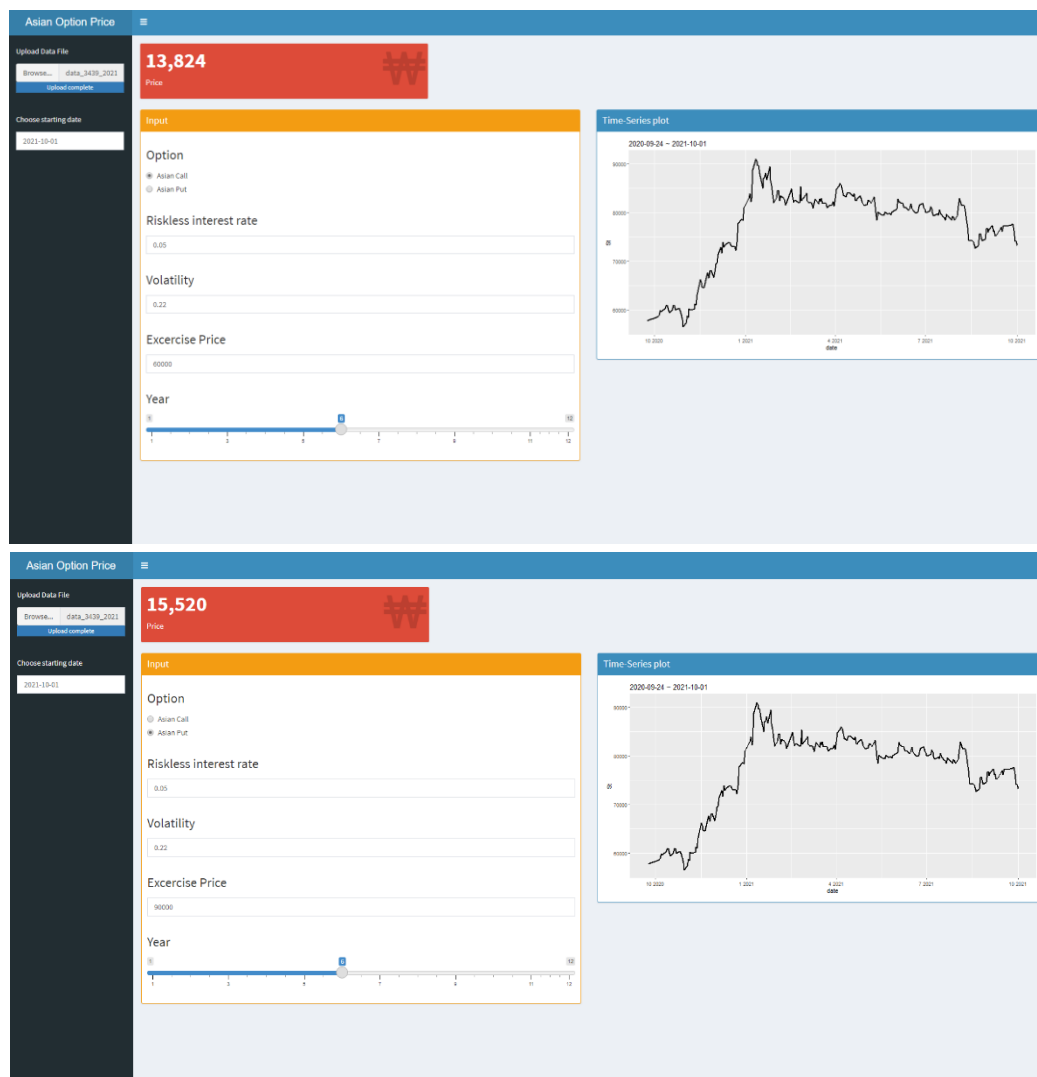 Asian Option Price
Upload Data File
Browse... data_3439_2021
Upload complete
Choose starting date
2021-10-01
13,824
Price
₩
Input
Option
Asian Call
Asian Put
Riskless interest rate
0.05
Volatility
0.22
Excercise Price
60000
Year
1 6 12
1 3 5 7 9 11 12
Time-Series plot
2020-09-24 ~ 2021-10-01
90000
80000
70000
60000
St
10 2020 1 2021 4 2021 7 2021 10 2021
date
Asian Option Price
Upload Data File
Browse... data_3439_2021
Upload complete
Choose starting date
2021-10-01
15,520
Price
₩
Input
Option
Asian Call
Asian Put
Riskless interest rate
0.05
Volatility
0.22
Excercise Price
90000
Year
1 6 12
1 3 5 7 9 11 12
Time-Series plot
2020-09-24 ~ 2021-10-01
90000
80000
70000
60000
St
10 2020 1 2021 4 2021 7 2021 10 2021
date